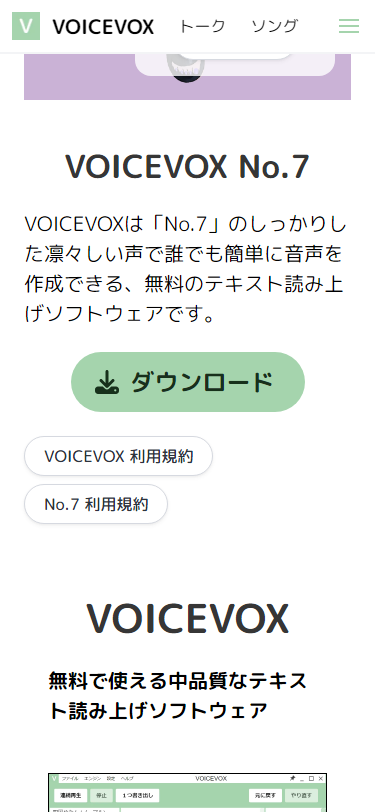 V VOICEVOX トーク ソング
VOICEVOX No.7
VOICEVOXは「No.7」のしっかりし
た凛々しい声で誰でも簡単に音声を
作成できる、無料のテキスト読み上
げソフトウェアです。
ダウンロード
VOICEVOX 利用規約
No.7 利用規約
VOICEVOX
無料で使える中品質なテキス
ト読み上げソフトウェア
V ファイル エンジン 設定 ヘルプ VOICEVOX
連続再生 停止 1つ書き出し 元に戻す やり直す